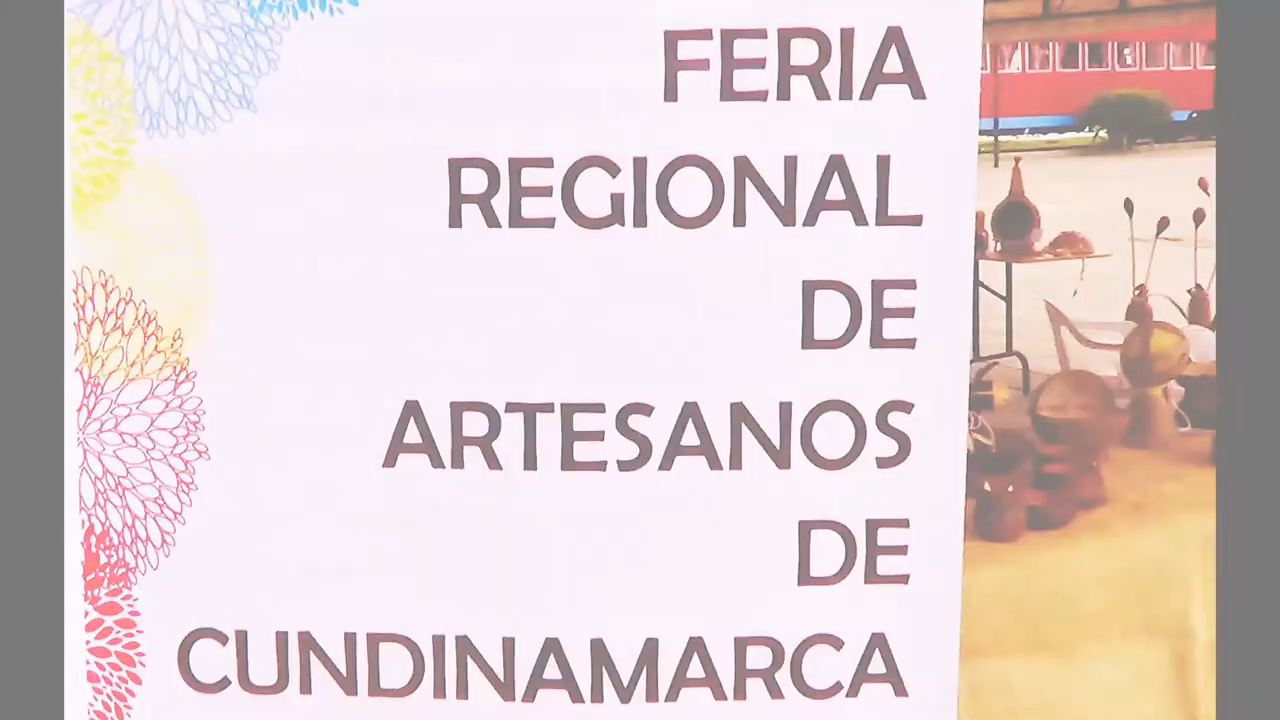 FERIA
REGIONAL
DE
ARTESANOS
DE
CUNDINAMARCA